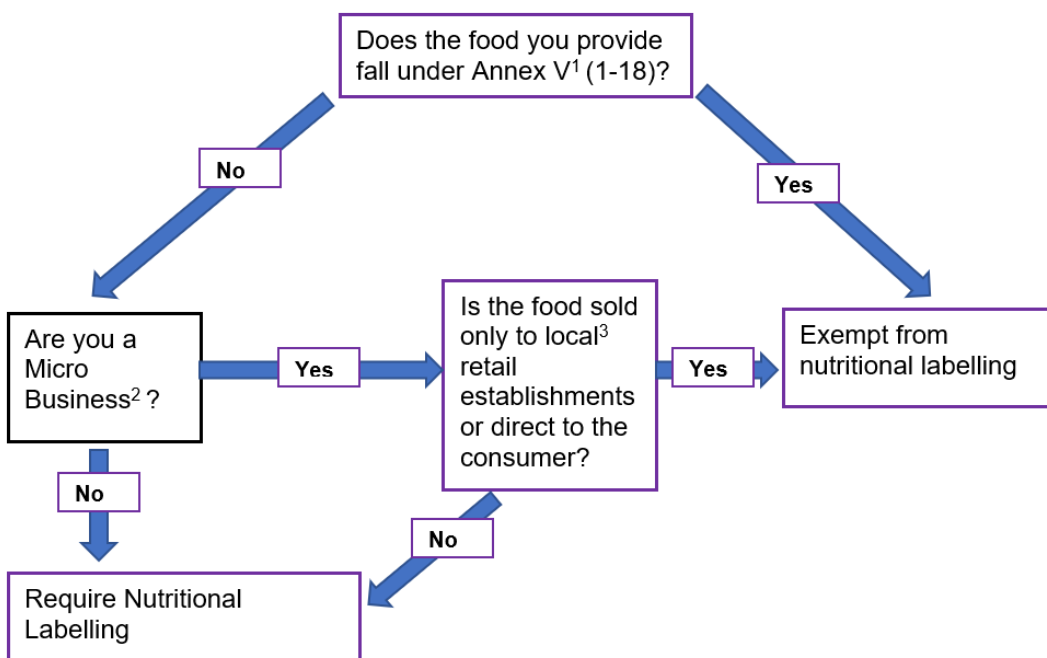 Does the food you provide
fall under Annex V¹ (1-18)?
No
Yes
Are you a
Micro
Business² ?
Yes
Is the food sold
only to local³
retail
establishments
or direct to the
consumer?
Yes
Exempt from
nutritional labelling
No
No
Require Nutritional
Labelling